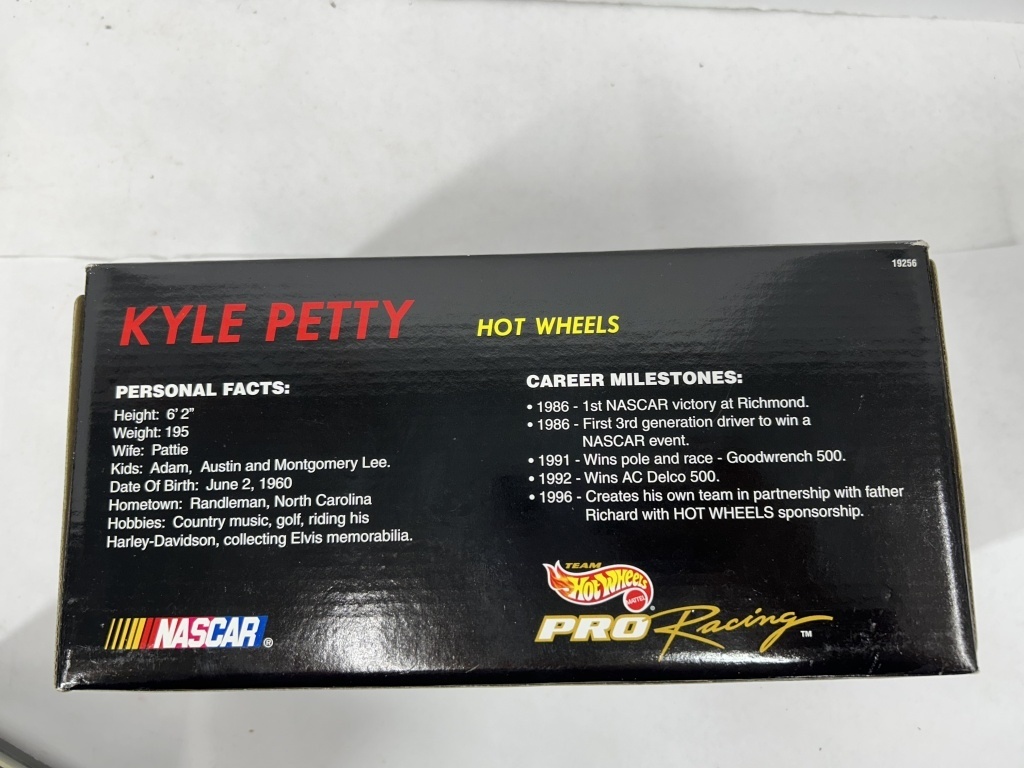 19256
KYLE PETTY
HOT WHEELS
PERSONAL FACTS:
Height: 6' 2"
Weight: 195
Wife: Pattie
Kids: Adam, Austin and Montgomery Lee.
Date Of Birth: June 2, 1960
Hometown: Randleman, North Carolina
Hobbies: Country music, golf, riding his
Harley-Davidson, collecting Elvis memorabilia.
CAREER MILESTONES:
• 1986 - 1st NASCAR victory at Richmond.
• 1986 - First 3rd generation driver to win a
NASCAR event.
• 1991 - Wins pole and race - Goodwrench 500.
• 1992 - Wins AC Delco 500.
• 1996 - Creates his own team in partnership with father
Richard with HOT WHEELS sponsorship.
NASCAR®
TEAM
Hot Wheels
MATTEL
®
PRO Racing™